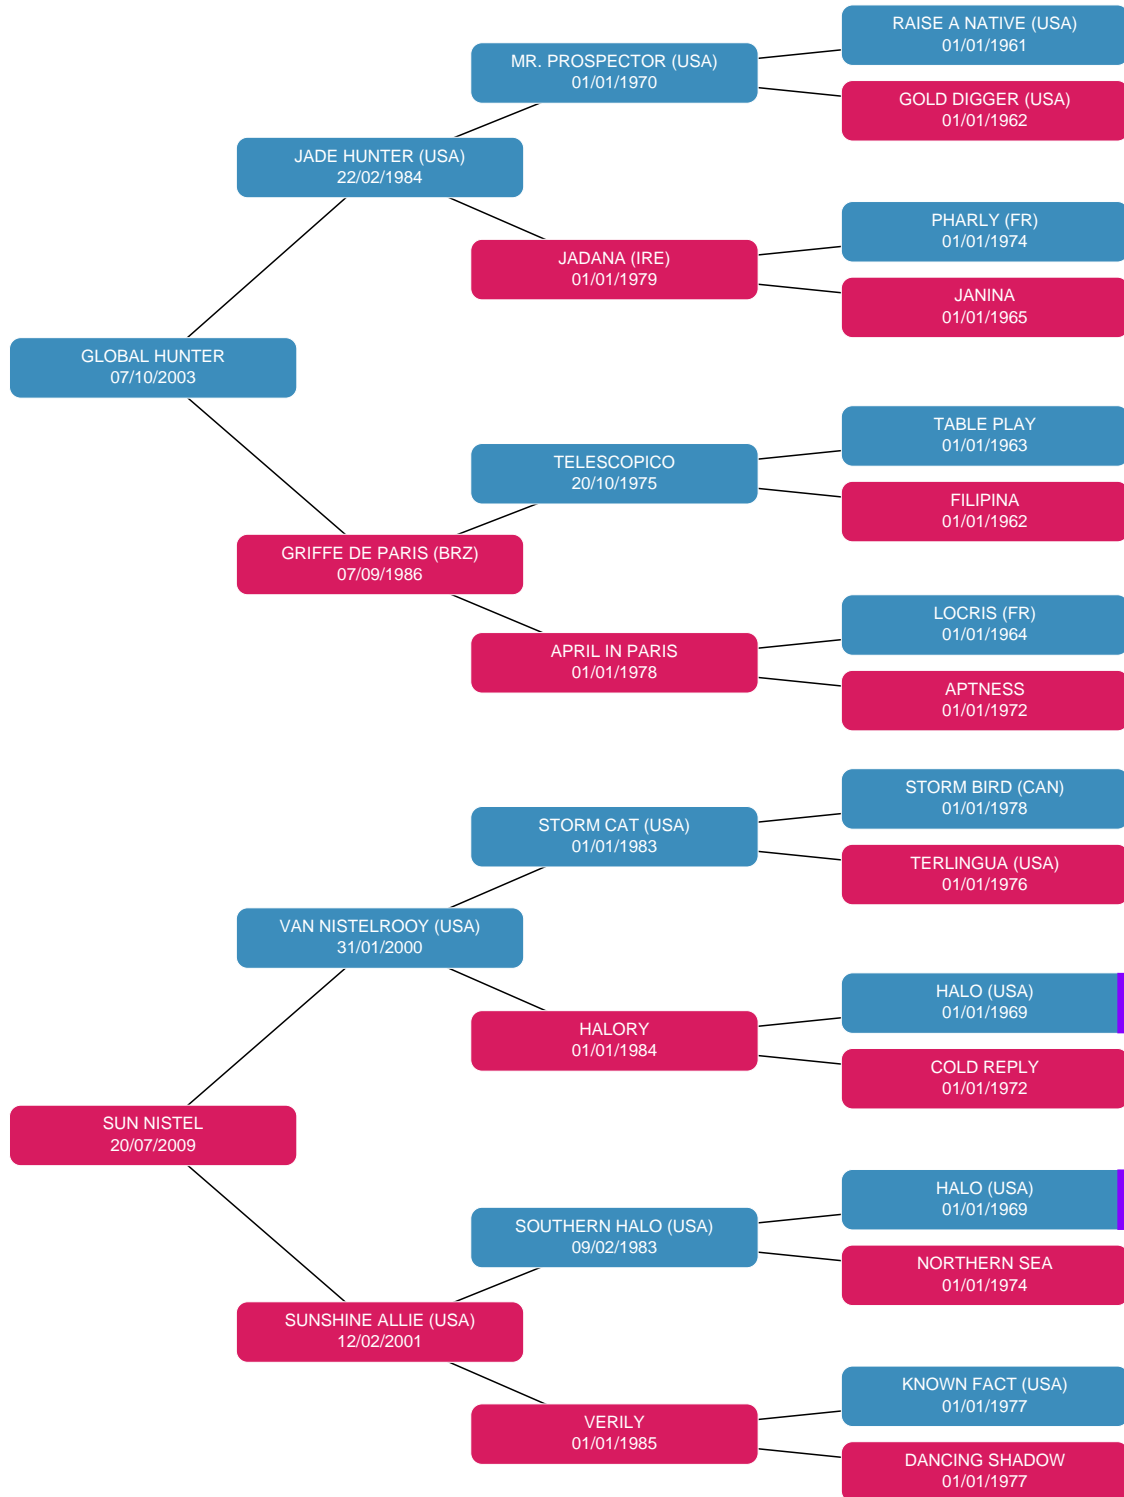 RAISE A NATIVE (USA)
01/01/1961
MR. PROSPECTOR (USA)
01/01/1970
GOLD DIGGER (USA)
01/01/1962
JADE HUNTER (USA)
22/02/1984
PHARLY (FR)
01/01/1974
JADANA (IRE)
01/01/1979
JANINA
01/01/1965
GLOBAL HUNTER
07/10/2003
TABLE PLAY
01/01/1963
TELESCOPICO
20/10/1975
FILIPINA
01/01/1962
GRIFFE DE PARIS (BRZ)
07/09/1986
LOCRIS (FR)
01/01/1964
APRIL IN PARIS
01/01/1978
APTNESS
01/01/1972
STORM BIRD (CAN)
01/01/1978
STORM CAT (USA)
01/01/1983
TERLINGUA (USA)
01/01/1976
VAN NISTELROOY (USA)
31/01/2000
HALO (USA)
01/01/1969
HALORY
01/01/1984
COLD REPLY
01/01/1972
SUN NISTEL
20/07/2009
HALO (USA)
01/01/1969
SOUTHERN HALO (USA)
09/02/1983
NORTHERN SEA
01/01/1974
SUNSHINE ALLIE (USA)
12/02/2001
KNOWN FACT (USA)
01/01/1977
VERILY
01/01/1985
DANCING SHADOW
01/01/1977